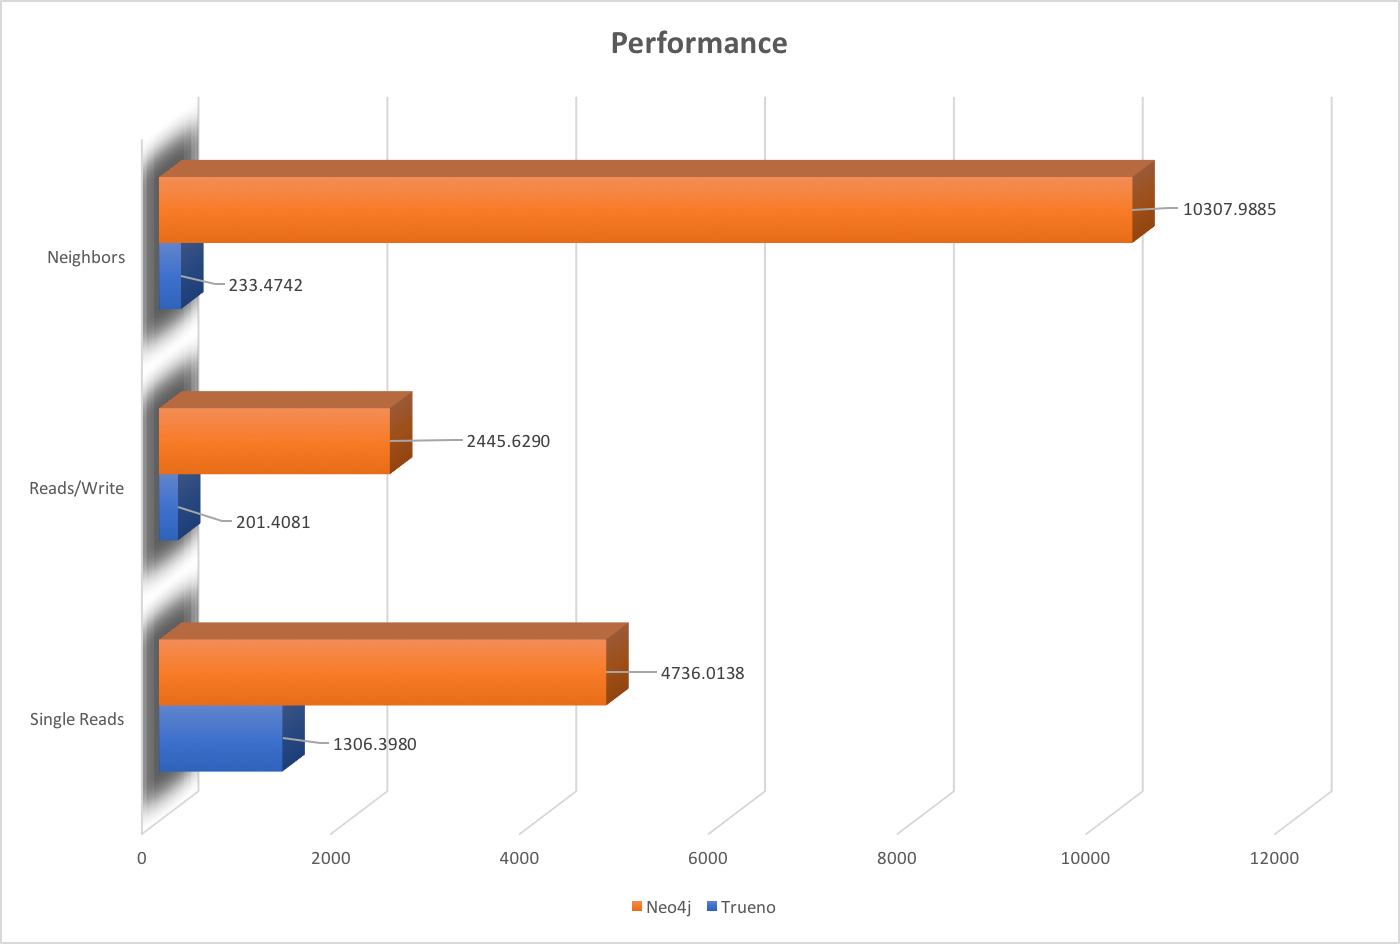 Performance
Neighbors
10307.9885
233.4742
Reads/Write
2445.6290
201.4081
Single Reads
4736.0138
1306.3980
0 2000 4000 6000 8000 10000 12000
Neo4j Trueno